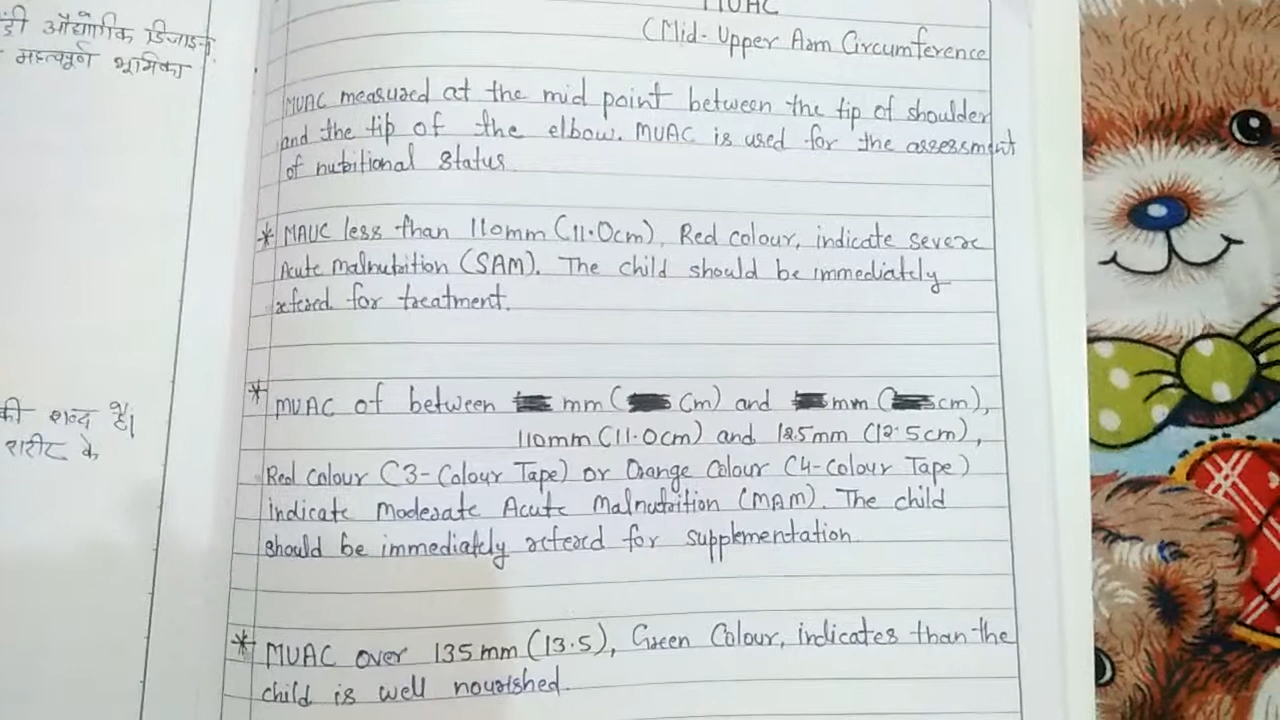 डी औद्योगिक डिजाइन
महत्वपूर्ण भूमिका
की शब्द है।
शरीर के
MUAC
(Mid-Upper Arm Circumference
MUAC measured at the mid point between the tip of shoulder
and the tip of the elbow. MUAC is used for the assessment
of nutritional status
* MAUC less than 110mm (11.0cm), Red colour, indicate severe
Acute malnutrition (SAM). The child should be immediately
refered for treatment.
* MUAC of between mm ( cm) and mm ( cm),
110mm (11.0cm) and 125mm (12.5cm),
Red colour (3-Colour Tape) or Orange Colour (4-Colour Tape)
indicate Moderate Acute Malnutrition (MAM). The child
should be immediately refered for supplementation
* MUAC over 135mm (13.5), Green Colour, indicates than the
child is well nourished.